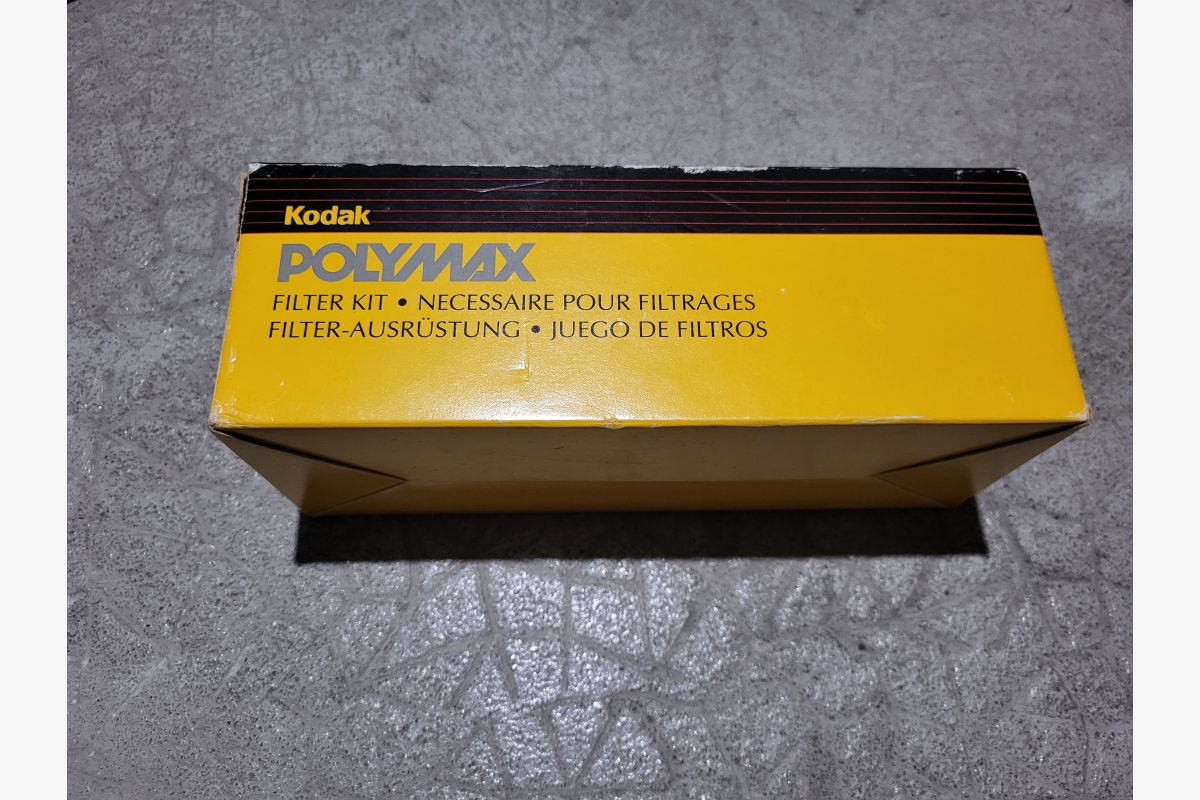 Kodak
POLYMAX
FILTER KIT • NECESSAIRE POUR FILTRAGES
FILTER-AUSRÜSTUNG • JUEGO DE FILTROS